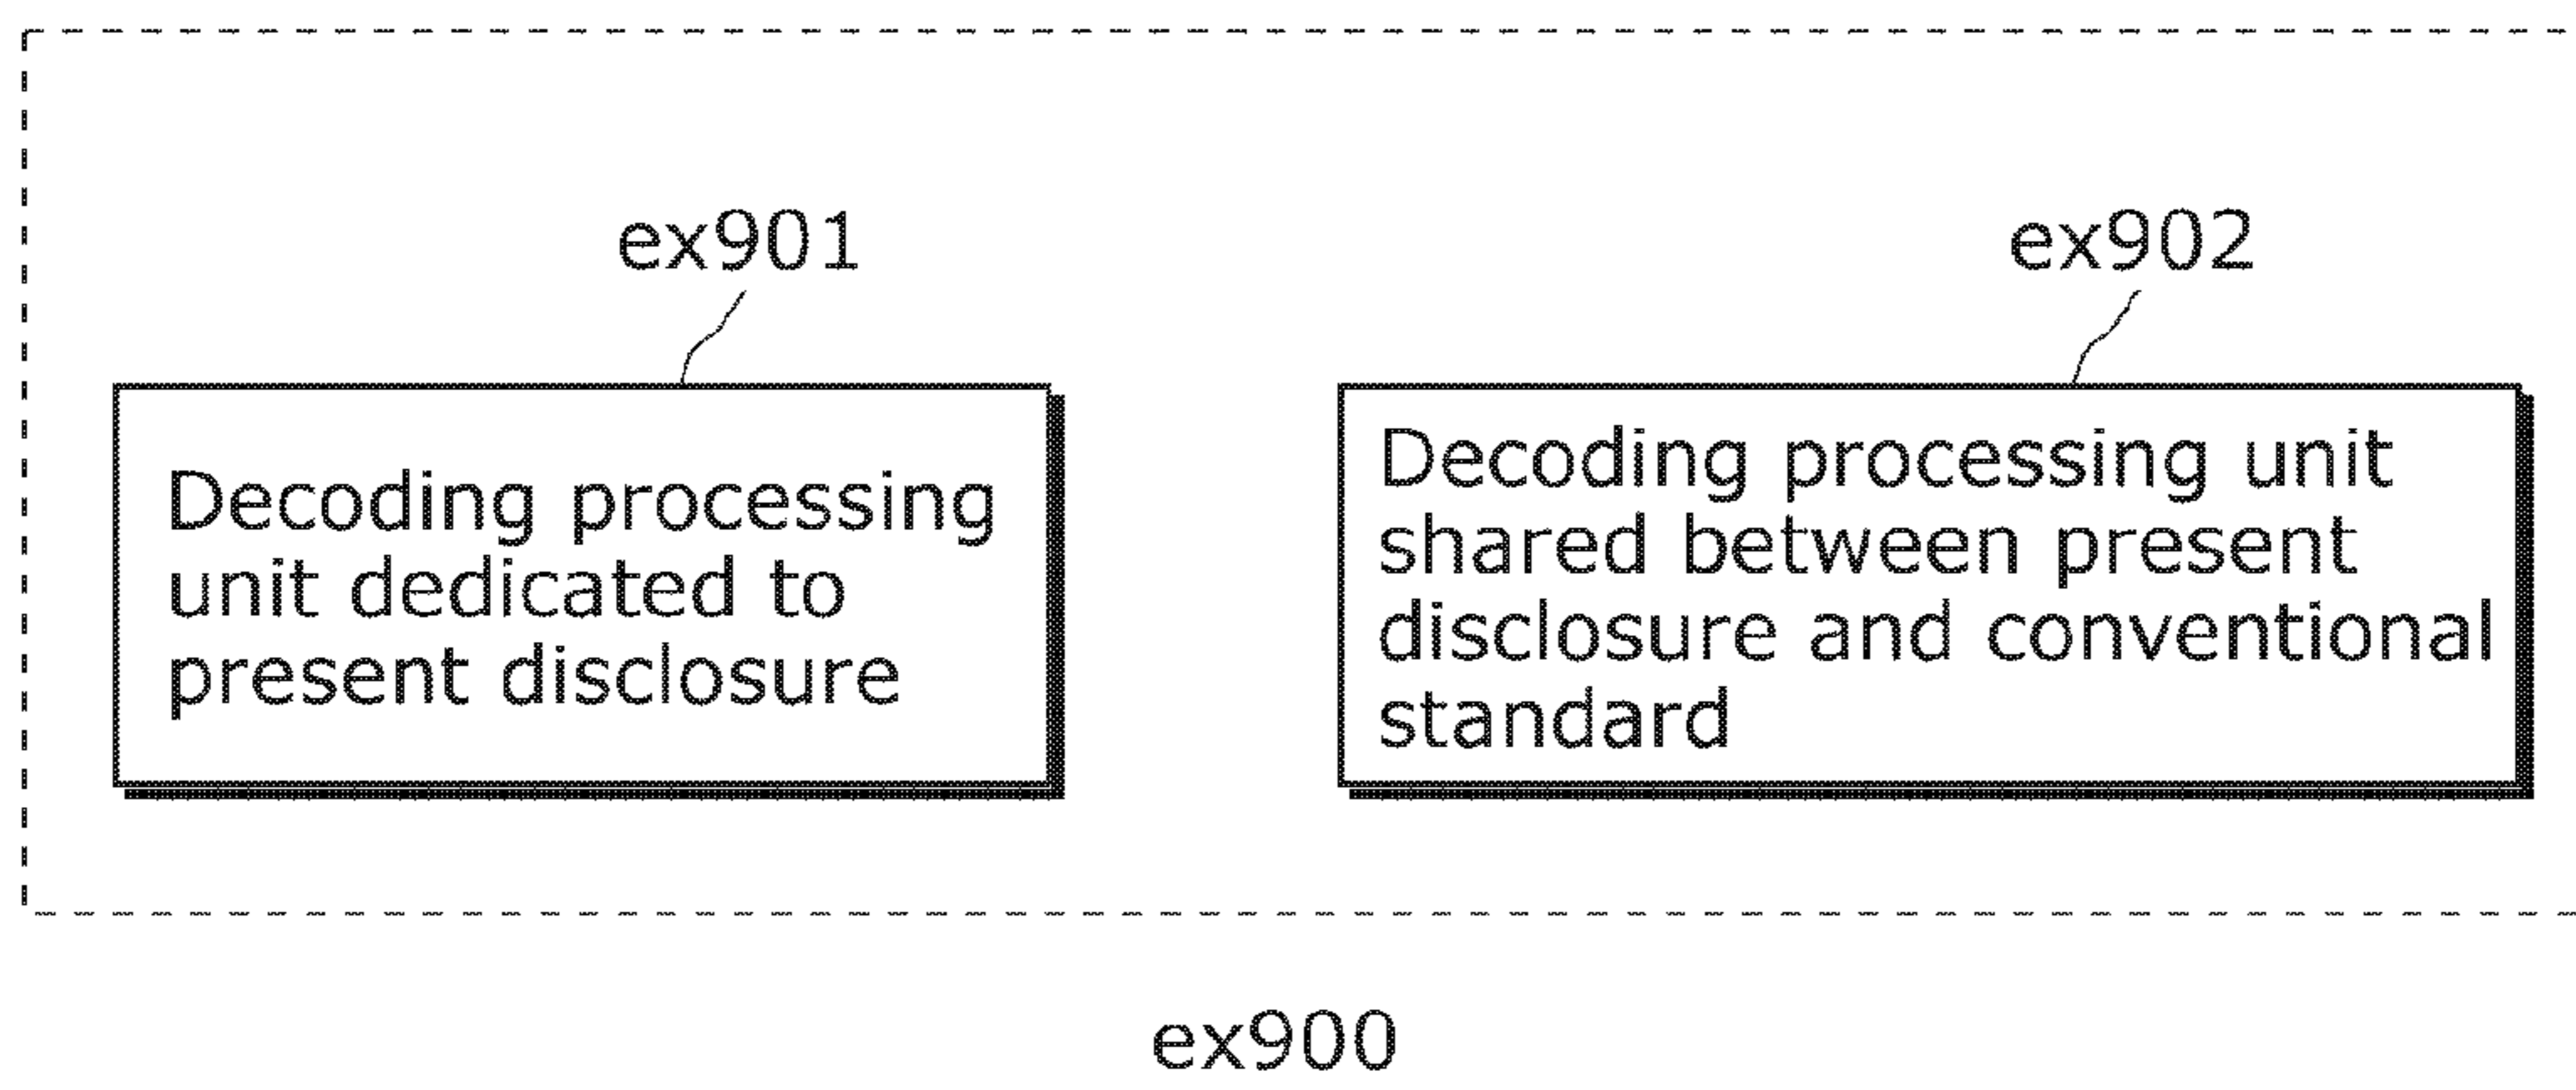 ex901
Decoding processing
unit dedicated to
present disclosure
ex902
Decoding processing unit
shared between present
disclosure and conventional
standard
ex900